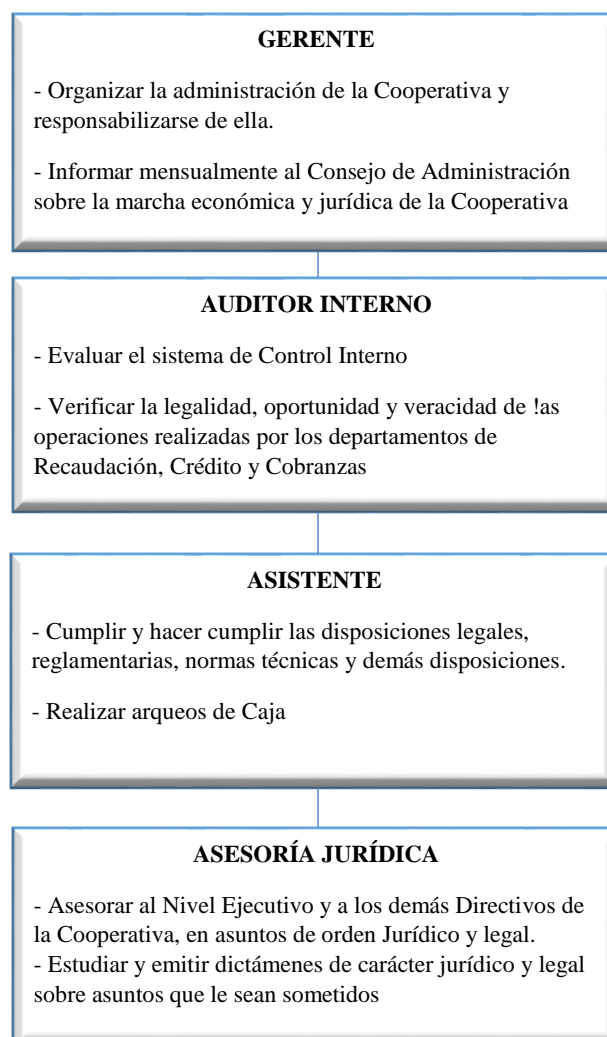 GERENTE
- Organizar la administración de la Cooperativa y
responsabilizarse de ella.
- Informar mensualmente al Consejo de Administración
sobre la marcha económica y jurídica de la Cooperativa
AUDITOR INTERNO
- Evaluar el sistema de Control Interno
- Verificar la legalidad, oportunidad y veracidad de !as
operaciones realizadas por los departamentos de
Recaudación, Crédito y Cobranzas
ASISTENTE
- Cumplir y hacer cumplir las disposiciones legales,
reglamentarias, normas técnicas y demás disposiciones.
- Realizar arqueos de Caja
ASESORÍA JURÍDICA
- Asesorar al Nivel Ejecutivo y a los demás Directivos de
la Cooperativa, en asuntos de orden Jurídico y legal.
- Estudiar y emitir dictámenes de carácter jurídico y legal
sobre asuntos que le sean sometidos